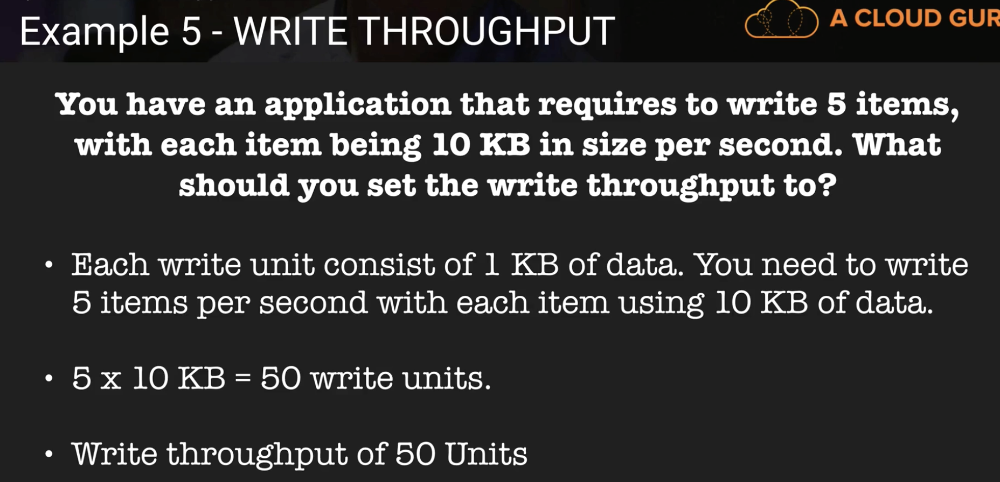 Example 5 - WRITE THROUGHPUT
A CLOUD GUR
You have an application that requires to write 5 items,
with each item being 10 KB in size per second. What
should you set the write throughput to?
• Each write unit consist of 1 KB of data. You need to write
5 items per second with each item using 10 KB of data.
• 5 x 10 KB = 50 write units.
• Write throughput of 50 Units